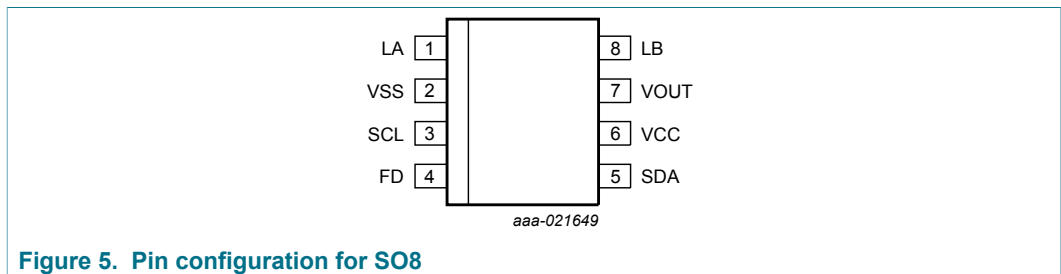 LA 1 8 LB
VSS 2 7 VOUT
SCL 3 6 VCC
FD 4 5 SDA
aaa-021649
Figure 5. Pin configuration for SO8